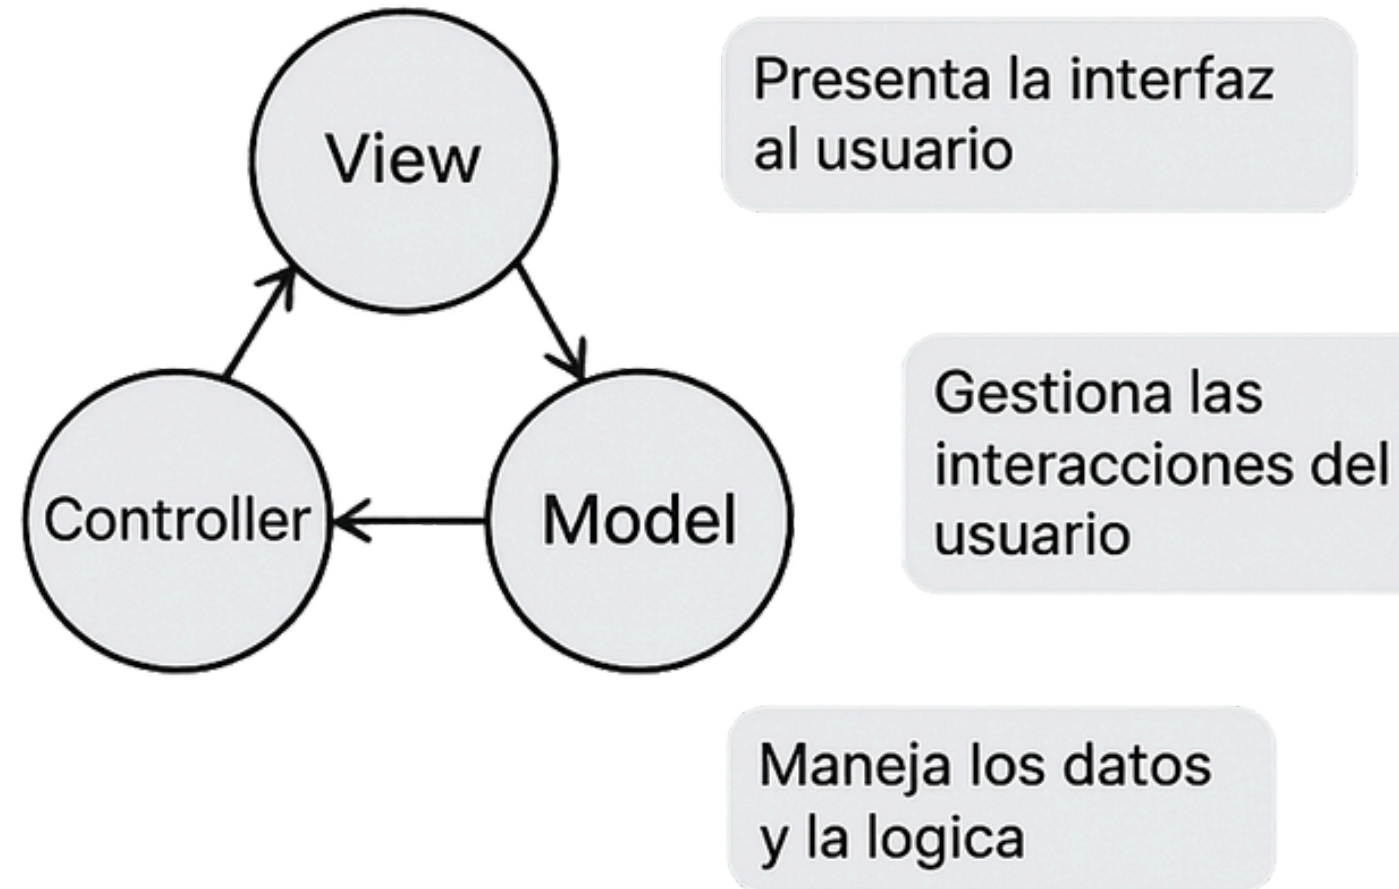 View
Presenta la interfaz
al usuario
Controller
Model
Gestiona las
interacciones del
usuario
Maneja los datos
y la logica